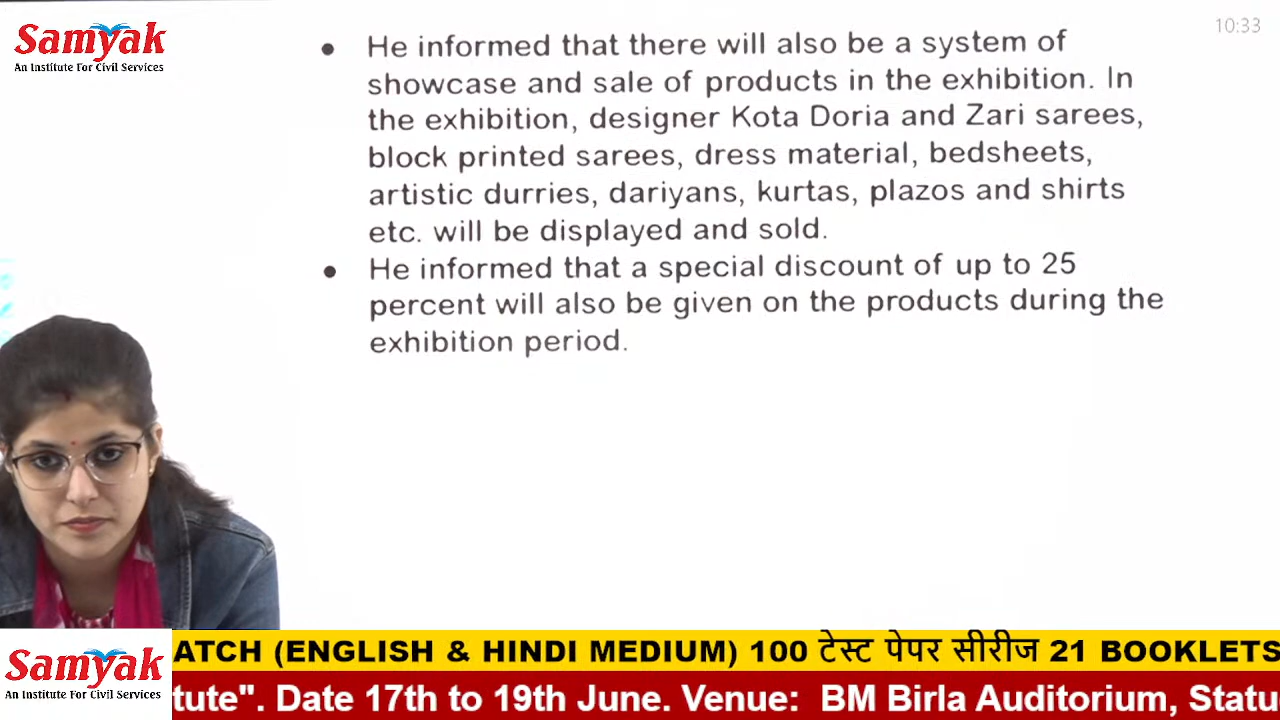 Samyak
An Institute For Civil Services
10:33
• He informed that there will also be a system of
showcase and sale of products in the exhibition. In
the exhibition, designer Kota Doria and Zari sarees,
block printed sarees, dress material, bedsheets,
artistic durries, dariyans, kurtas, plazos and shirts
etc. will be displayed and sold.
• He informed that a special discount of up to 25
percent will also be given on the products during the
exhibition period.
Samyak
An Institute For Civil Services
ATCH (ENGLISH & HINDI MEDIUM) 100 टेस्ट पेपर सीरीज 21 BOOKLETS
tute". Date 17th to 19th June. Venue: BM Birla Auditorium, Statu